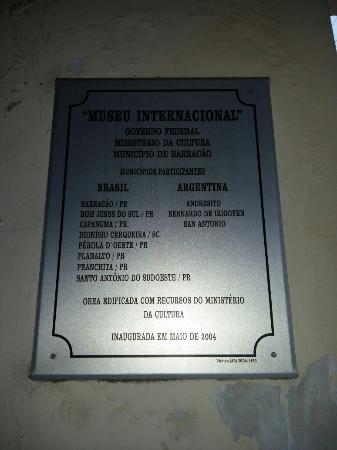 "MUSEU INTERNACIONAL"
GOVERNO FEDERAL
MINISTÉRIO DA CULTURA
MUNICÍPIO DE BARRACÃO
MUNICÍPIOS PARTICIPANTES
BRASIL ARGENTINA
BARRACÃO / PR ANDRESITO
BOM JESUS DO SUL / PR BERNARDO DE IRIGOYEN
CAPANEMA / PR SAN ANTONIO
DIONÍSIO CERQUEIRA / SC
PÉROLA D´OESTE / PR
PLANALTO / PR
PRANCHITA / PR
SANTO ANTÔNIO DO SUDOESTE / PR
OBRA EDIFICADA COM RECURSOS DO MINISTÉRIO
DA CULTURA
INAUGURADA EM MAIO DE 2004